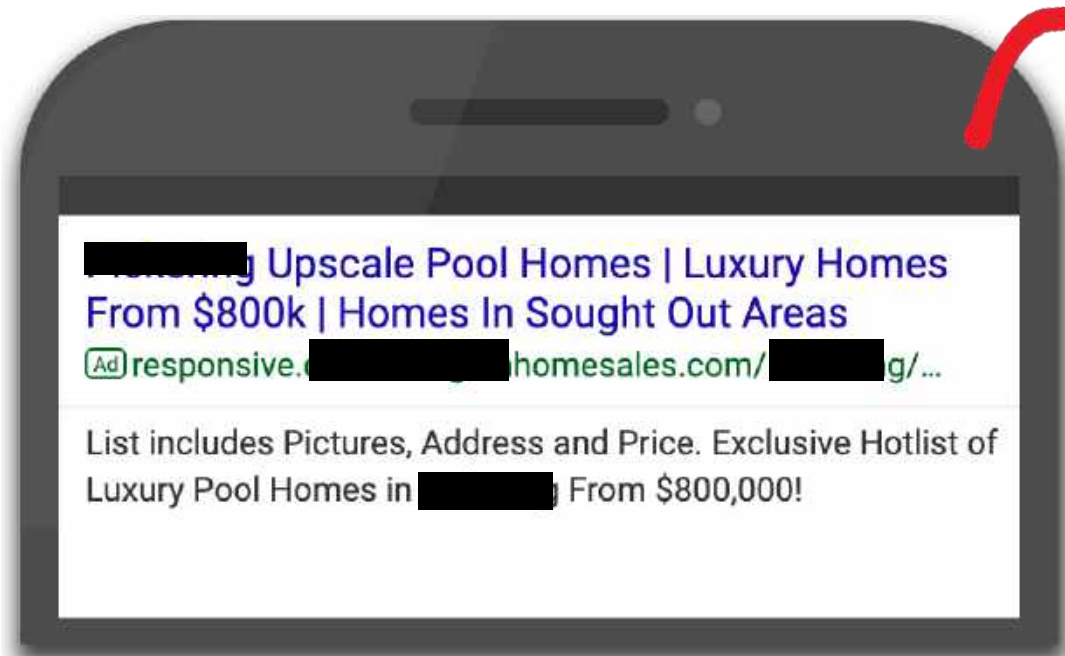 Upscale Pool Homes | Luxury Homes
From $800k | Homes In Sought Out Areas
Ad responsive. homesales.com/ g/...
List includes Pictures, Address and Price. Exclusive Hotlist of
Luxury Pool Homes in From $800,000!